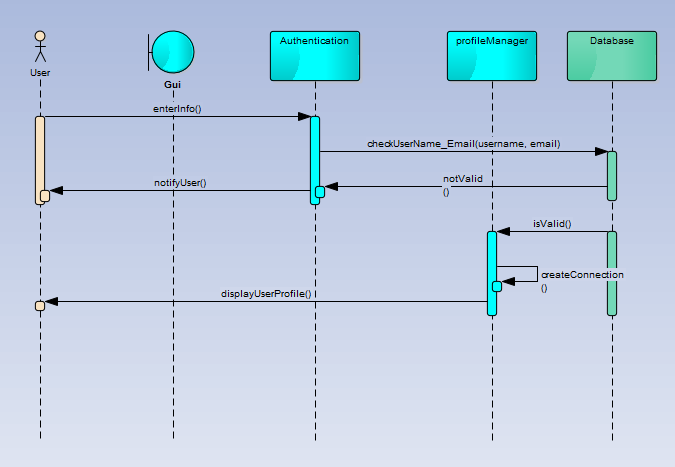 Authentication
profileManager
Database
User
Gui
enterInfo()
checkUserName_Email(username, email)
notifyUser()
notValid
()
isValid()
createConnection
()
displayUserProfile()